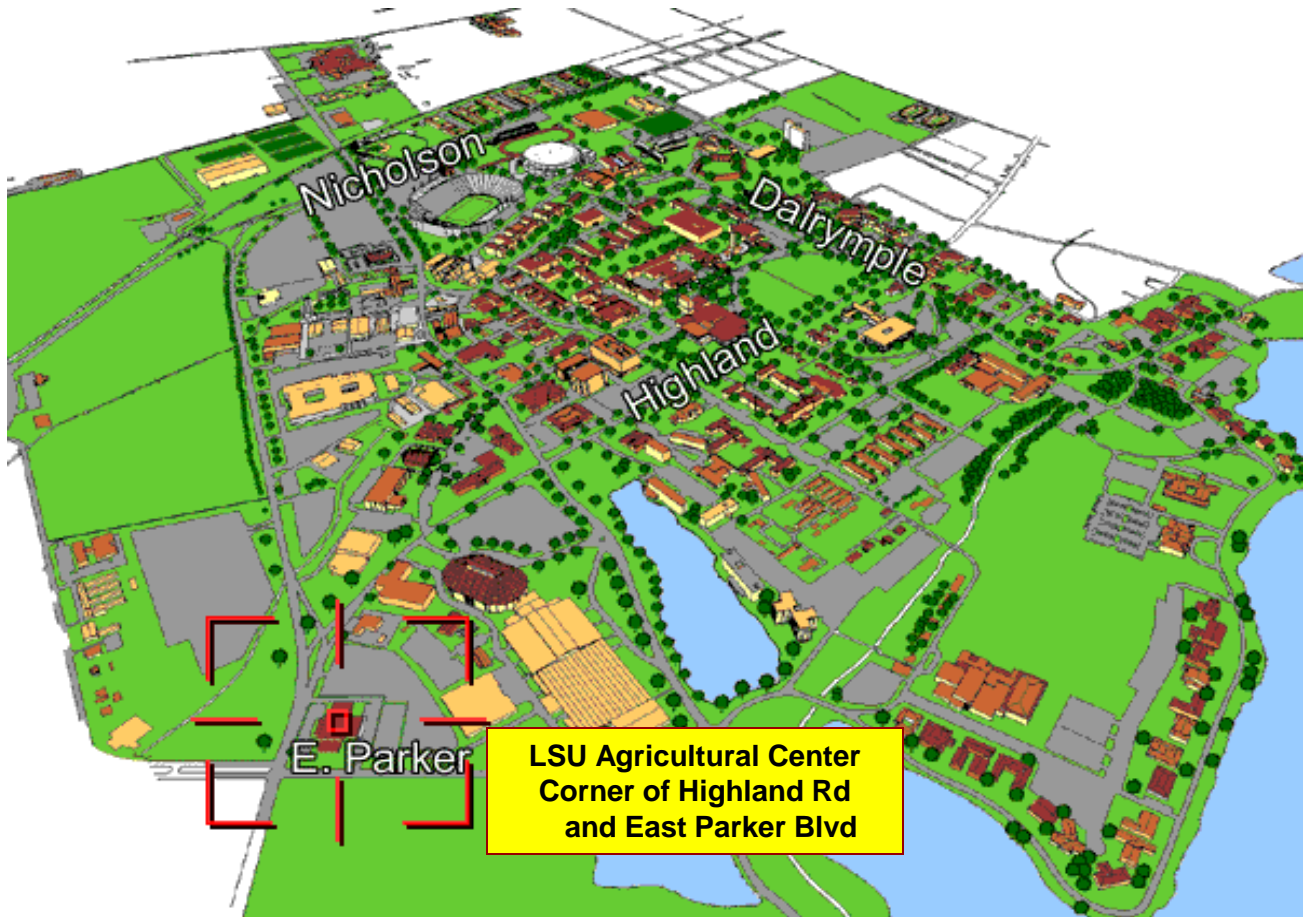 Nicholson
Dalrymple
Highland
E. Parker
LSU Agricultural Center
Corner of Highland Rd
and East Parker Blvd